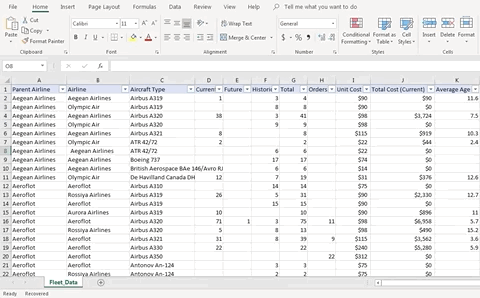 File Home Insert Draw Page Layout Formulas Data Review View Help Tell me what you want to do
Cut
Copy
Paste
Format Painter
Clipboard
Calibri 11
Font
Wrap Text
Merge & Center
Alignment
General
Number
Conditional Formatting
Format as Table
Cell Styles
Styles
Insert Delete Format
Cells
O8
A B C D E F G H I J K
1 Parent Airline Airline Aircraft Type Current Future Historic Total Orders Unit Cost Total Cost (Current) Average Age
2 Aegean Airlines Aegean Airlines Airbus A319 1 3 4 $90 $90 11.6
3 Aegean Airlines Olympic Air Airbus A319 8 8 $90 $0
4 Aegean Airlines Aegean Airlines Airbus A320 38 3 41 $98 $3,724 7.5
5 Aegean Airlines Olympic Air Airbus A320 9 9 $98 $0
6 Aegean Airlines Aegean Airlines Airbus A321 8 8 $115 $919 10.3
7 Aegean Airlines Olympic Air ATR 42/72 2 2 $22 $44 2.4
8 Aegean Airlines Aegean Airlines ATR 42/72 6 6 $22 $0
9 Aegean Airlines Aegean Airlines Boeing 737 17 17 $74 $0
10 Aegean Airlines Aegean Airlines British Aerospace BAe 146/Avro RJ 6 6 $14 $0
11 Aegean Airlines Olympic Air De Havilland Canada DH 12 7 19 $31 $376 12.6
12 Aeroflot Aeroflot Airbus A310 14 14 $75 $0
13 Aeroflot Rossiya Airlines Airbus A319 26 5 31 $90 $2,330 12.7
14 Aeroflot Aeroflot Airbus A319 15 15 $90 $0
15 Aeroflot Aurora Airlines Airbus A319 10 10 $90 $896 11
16 Aeroflot Aeroflot Airbus A320 71 1 3 75 11 $98 $6,958 5.7
17 Aeroflot Rossiya Airlines Airbus A320 5 8 13 $98 $490 15.2
18 Aeroflot Aeroflot Airbus A321 31 8 39 9 $115 $3,562 3.6
19 Aeroflot Aeroflot Airbus A330 22 22 $240 $5,280 5.9
20 Aeroflot Aeroflot Airbus A350 22 $312 $0
21 Aeroflot Aeroflot Antonov An-124 3 3 $75 $0
22 Aeroflot Rossiya Airlines Antonov An-124 2 2 $75 $0
Fleet_Data
Ready Recovered